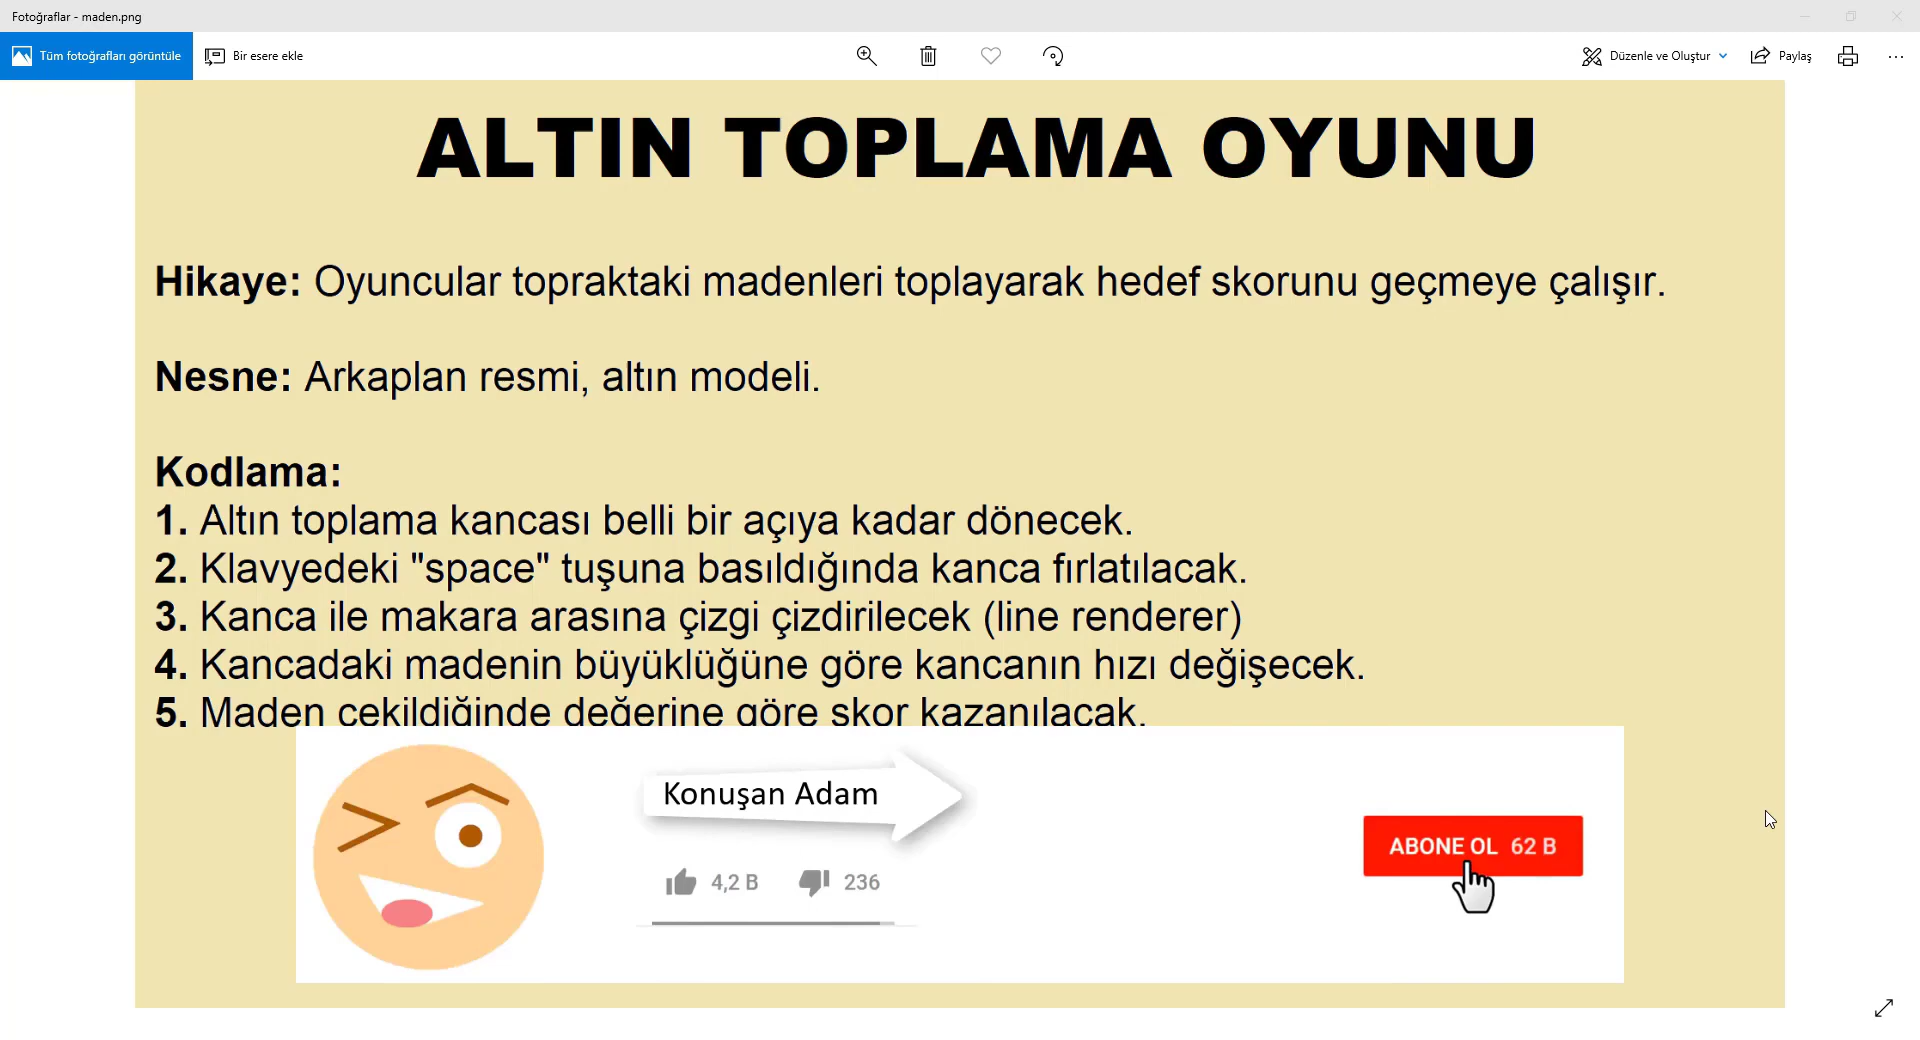 Fotoğraflar - maden.png
Tüm fotoğrafları görüntüle
Bir esere ekle
Düzenle ve Oluştur
Paylaş
ALTIN TOPLAMA OYUNU
Hikaye: Oyuncular topraktaki madenleri toplayarak hedef skorunu geçmeye çalışır.
Nesne: Arkaplan resmi, altın modeli.
Kodlama:
1. Altın toplama kancası belli bir açıya kadar dönecek.
2. Klavyedeki "space" tuşuna basıldığında kanca fırlatılacak.
3. Kanca ile makara arasına çizgi çizdirilecek (line renderer)
4. Kancadaki madenin büyüklüğüne göre kancanın hızı değişecek.
5. Maden çekildiğinde değerine göre skor kazanılacak.
Konuşan Adam
4,2 B 236
ABONE OL 62 B